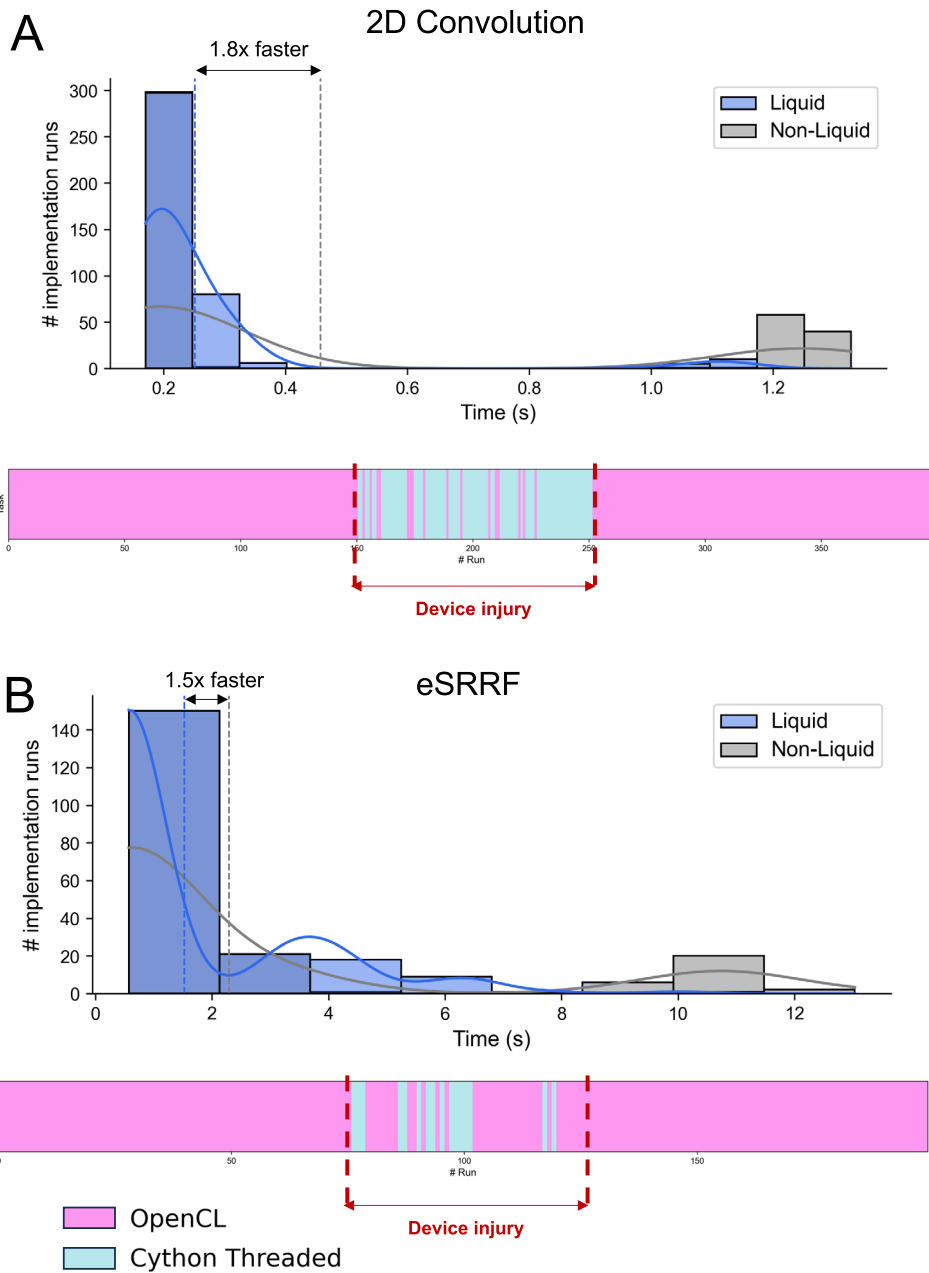 A
2D Convolution
1.8x faster
300
250
200
150
100
50
0
# implementation runs
Liquid
Non-Liquid
0.2 0.4 0.6 0.8 1.0 1.2
Time (s)
0 50 100 150 200 250 300 350
# Run
Device injury
B
eSRRF
1.5x faster
140
120
100
80
60
40
20
0
# implementation runs
Liquid
Non-Liquid
0 2 4 6 8 10 12
Time (s)
50 100 150
# Run
Device injury
OpenCL
Cython Threaded